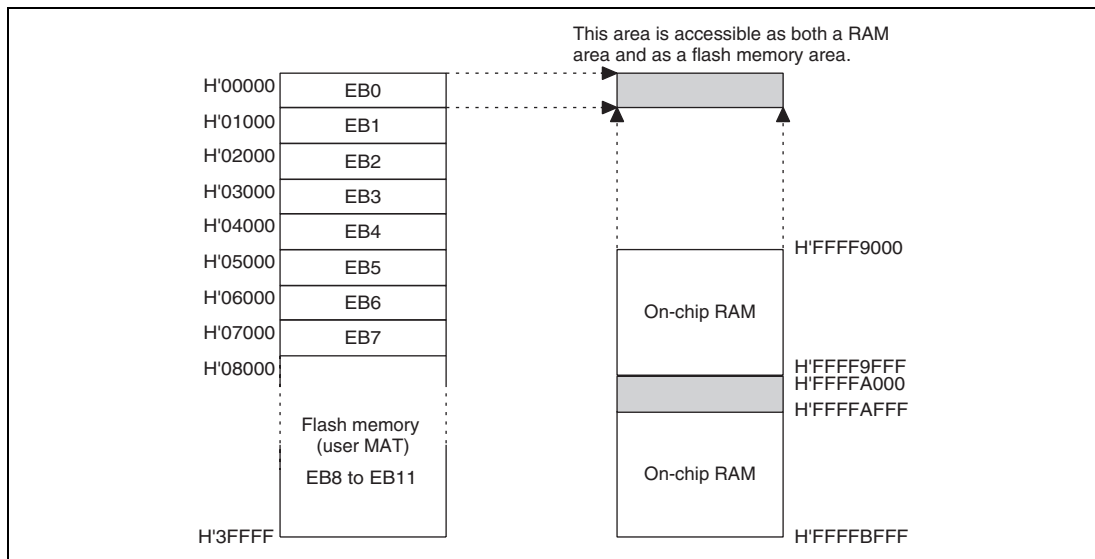 This area is accessible as both a RAM
area and as a flash memory area.
H'00000
EB0
H'01000
EB1
H'02000
EB2
H'03000
EB3
H'04000
EB4
H'05000
EB5
H'06000
EB6
H'07000
EB7
H'08000
Flash memory
(user MAT)
EB8 to EB11
H'3FFFF
H'FFFF9000
On-chip RAM
H'FFFF9FFF
H'FFFFA000
H'FFFFAFFF
On-chip RAM
H'FFFFBFFF